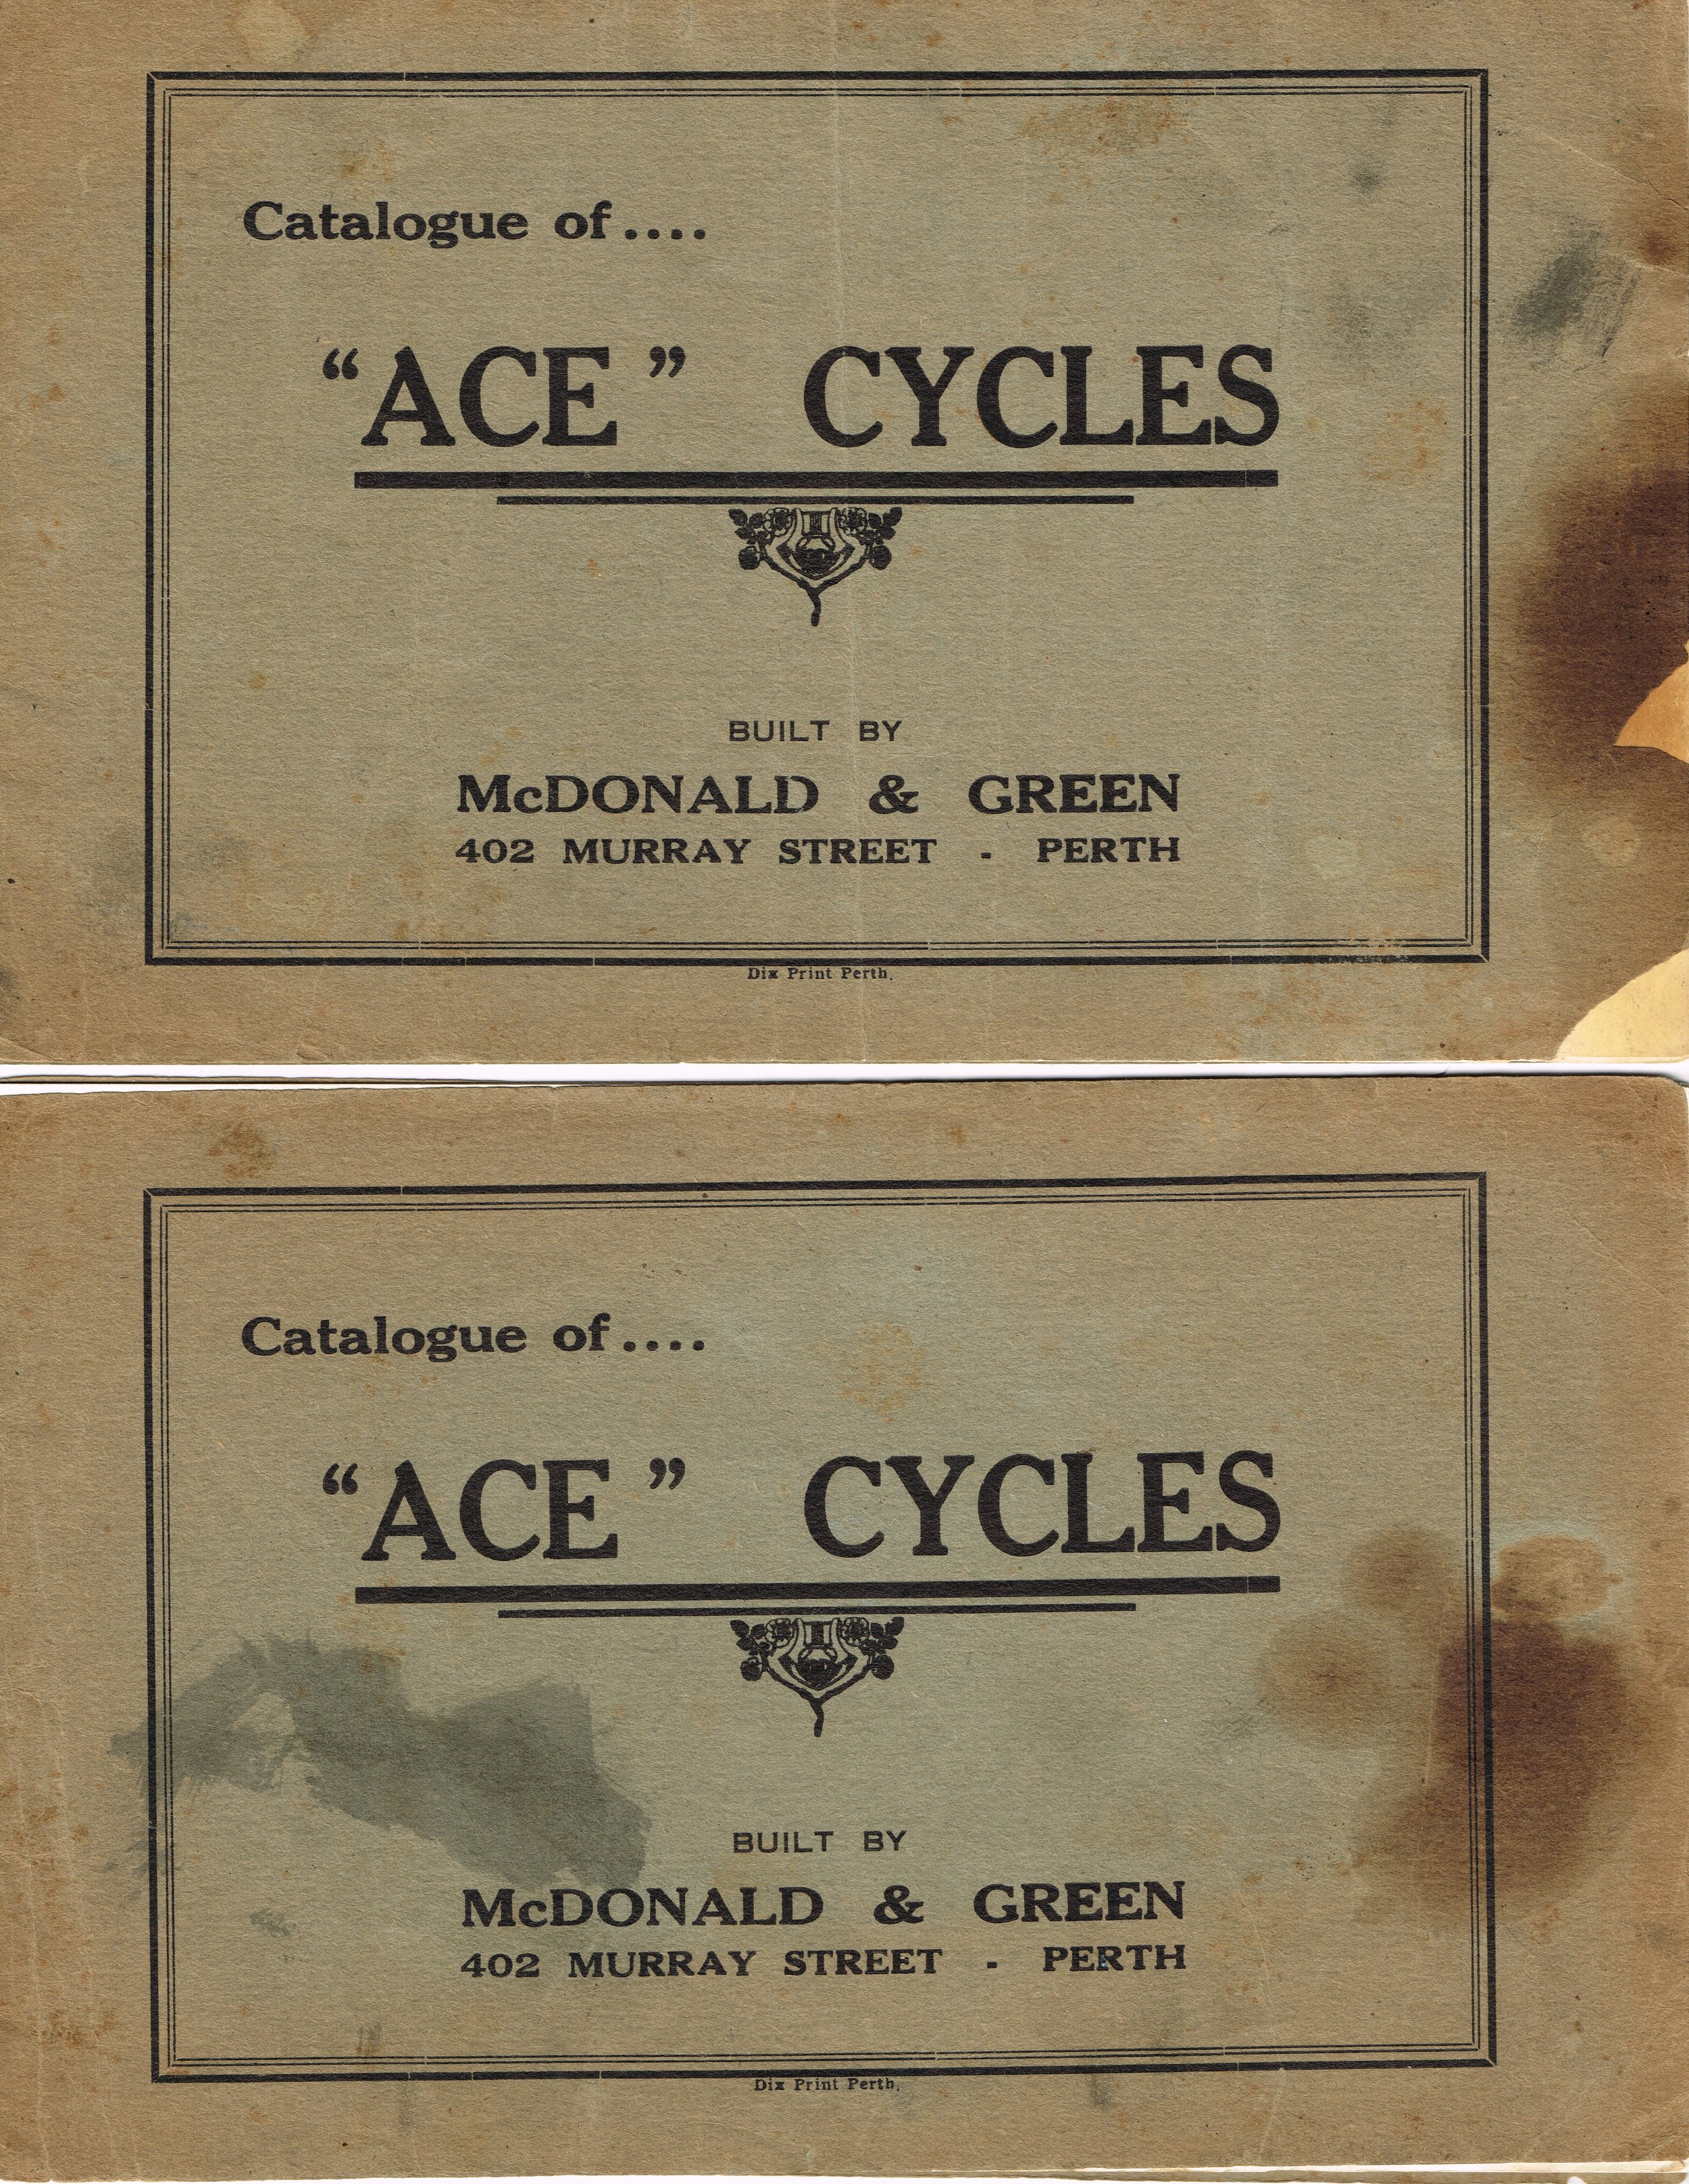 Catalogue of....
“ACE” CYCLES
BUILT BY
McDONALD & GREEN
402 MURRAY STREET - PERTH
Dix Print Perth.
Catalogue of....
“ACE” CYCLES
BUILT BY
McDONALD & GREEN
402 MURRAY STREET - PERTH
Dix Print Perth.